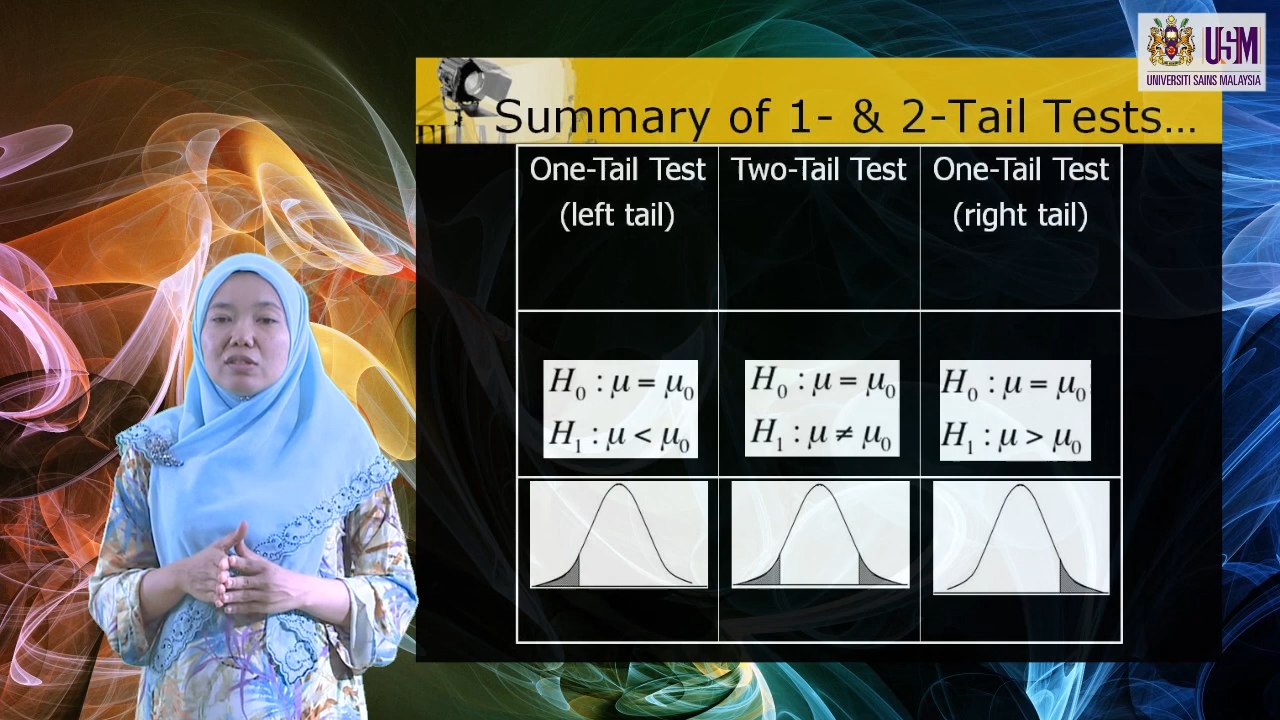 USM
UNIVERSITI SAINS MALAYSIA
Summary of 1- & 2-Tail Tests...
One-Tail Test
(left tail)
Two-Tail Test
One-Tail Test
(right tail)
H₀ : μ = μ₀
H₁ : μ < μ₀
H₀ : μ = μ₀
H₁ : μ ≠ μ₀
H₀ : μ = μ₀
H₁ : μ > μ₀